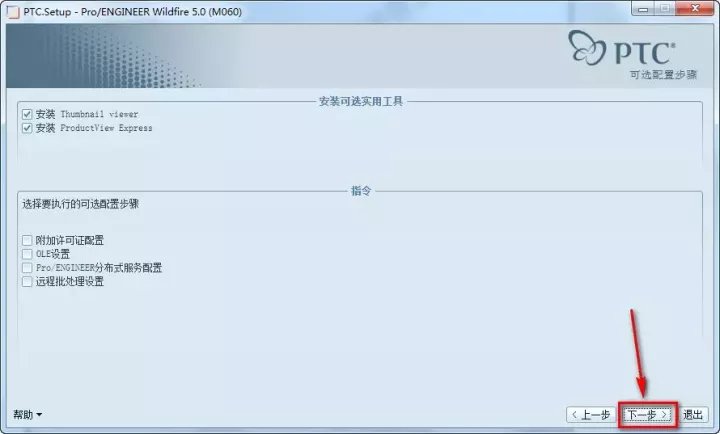 PTC.Setup - Pro/ENGINEER Wildfire 5.0 (M060)
PTC®
可选配置步骤
安装可选实用工具
安装 Thumbnail viewer
安装 ProductView Express
指令
选择要执行的可选配置步骤
附加许可证配置
OLE设置
Pro/ENGINEER分布式服务配置
远程批处理设置
帮助
< 上一步 下一步 > 退出